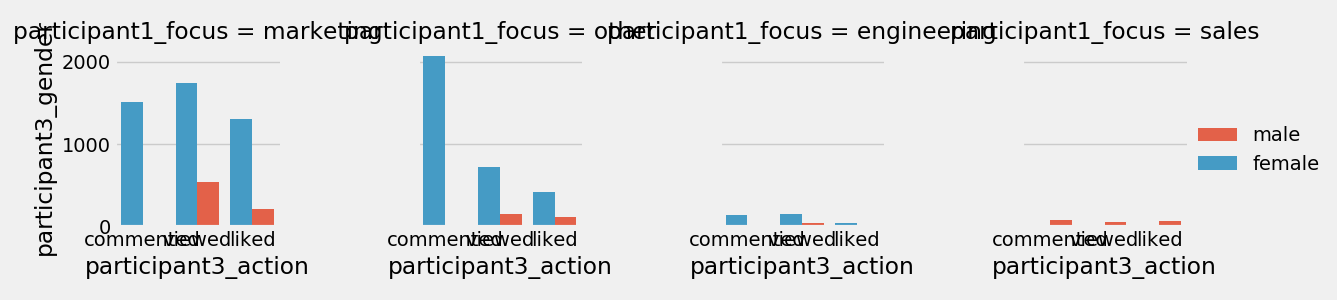 participant1_focus = marketing
participant1_focus = other
participant1_focus = engineering
participant1_focus = sales
participant3_gender
2000
1000
0
commented viewed liked
commented viewed liked
commented viewed liked
commented viewed liked
participant3_action
participant3_action
participant3_action
participant3_action
male
female